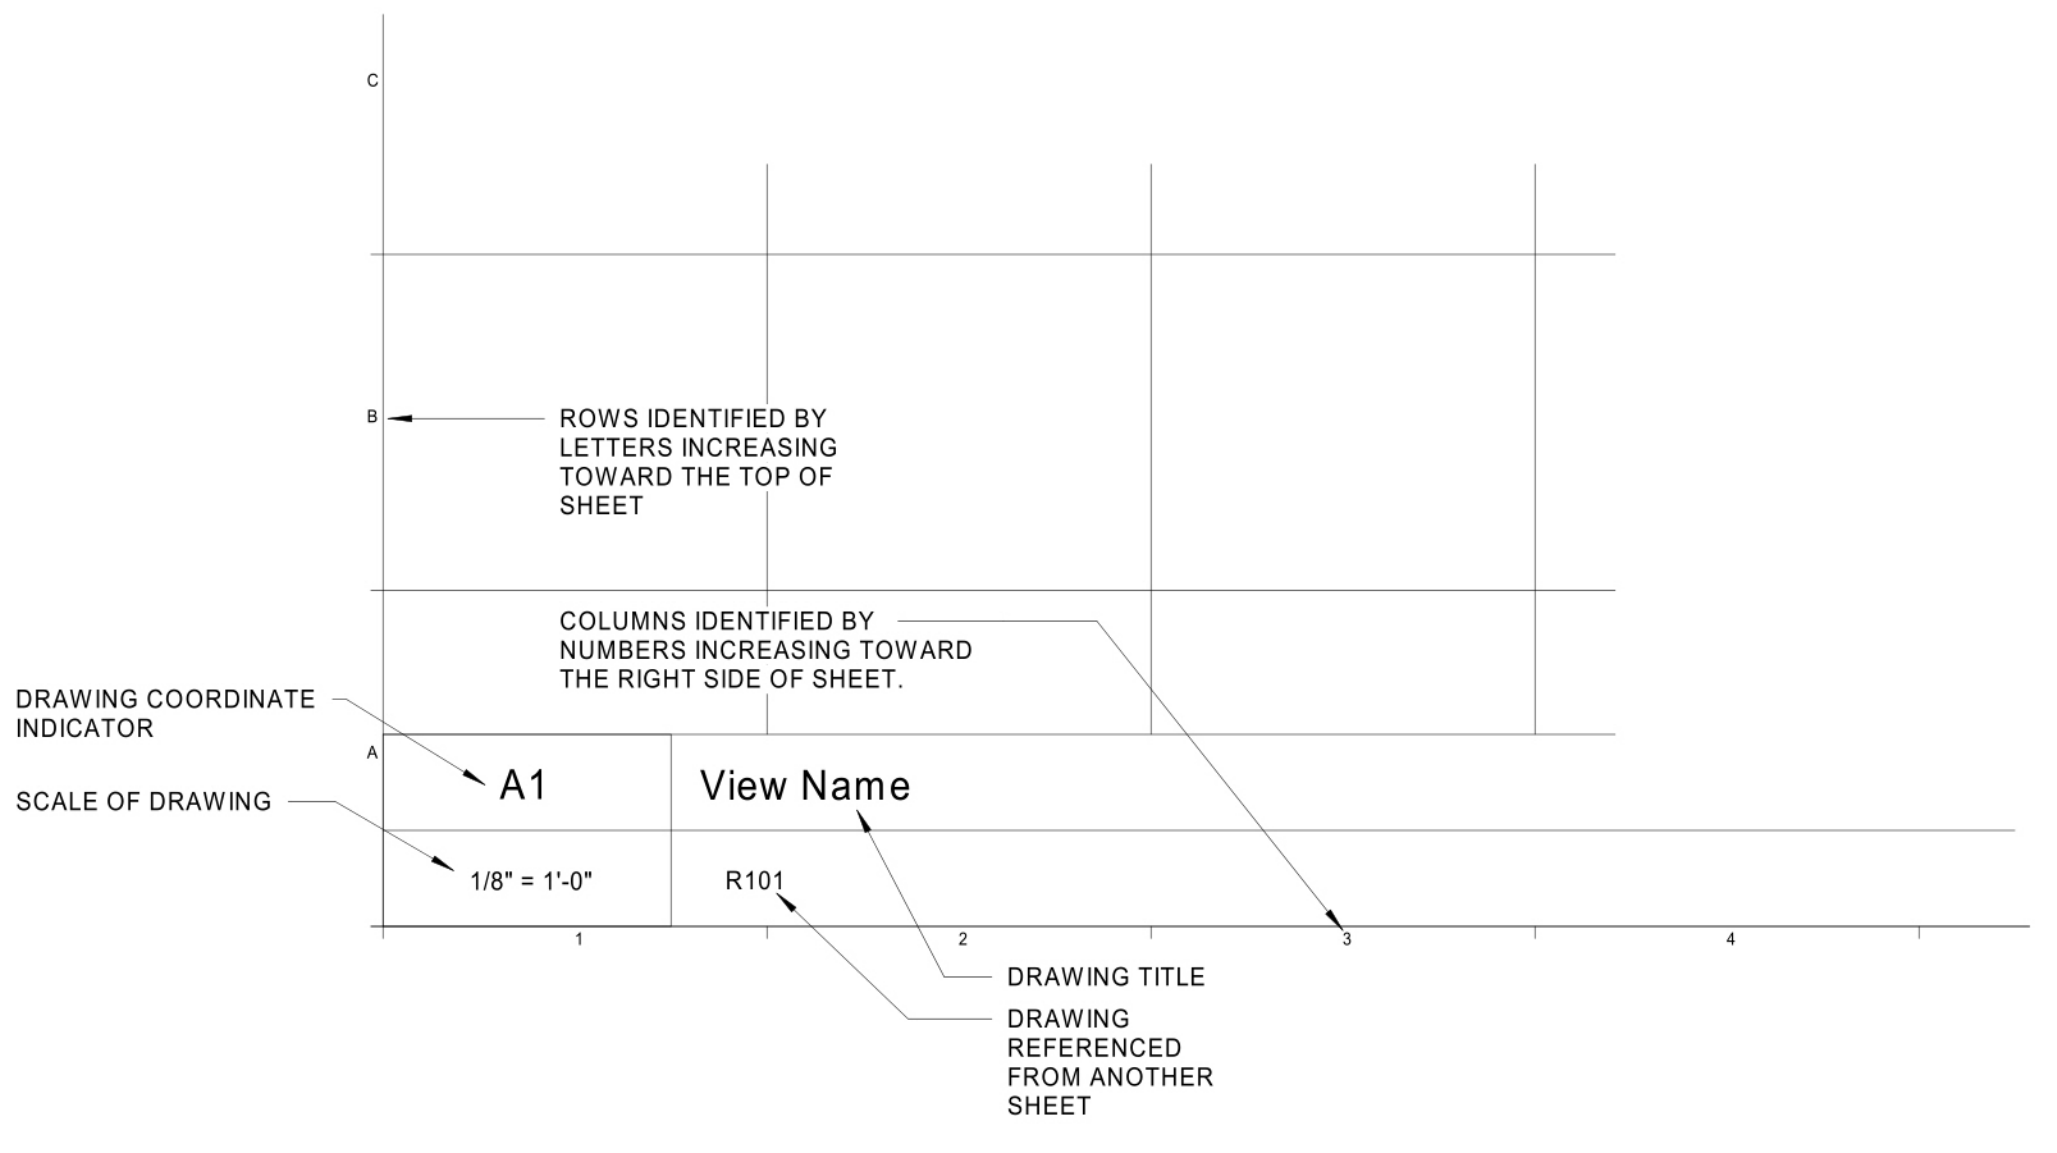 C
B
ROWS IDENTIFIED BY
LETTERS INCREASING
TOWARD THE TOP OF
SHEET
COLUMNS IDENTIFIED BY
NUMBERS INCREASING TOWARD
THE RIGHT SIDE OF SHEET.
DRAWING COORDINATE
INDICATOR
A
A1
View Name
SCALE OF DRAWING
1/8" = 1'-0"
R101
1
2
3
4
DRAWING TITLE
DRAWING
REFERENCED
FROM ANOTHER
SHEET